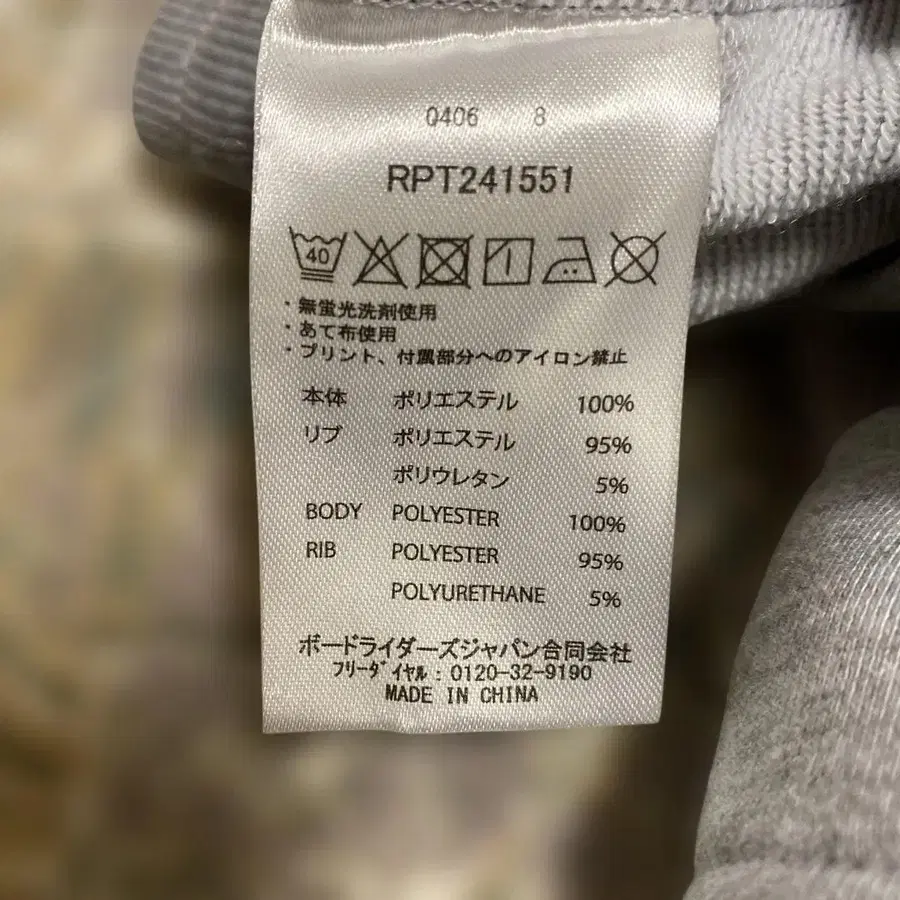 0406 8
RPT241551
40
・無蛍光洗剤使用
・あて布使用
・プリント、付属部分へのアイロン禁止
本体 ポリエステル 100%
リブ ポリエステル 95%
ポリウレタン 5%
BODY POLYESTER 100%
RIB POLYESTER 95%
POLYURETHANE 5%
ボードライダーズジャパン合同会社
フリーダイヤル:0120-32-9190
MADE IN CHINA